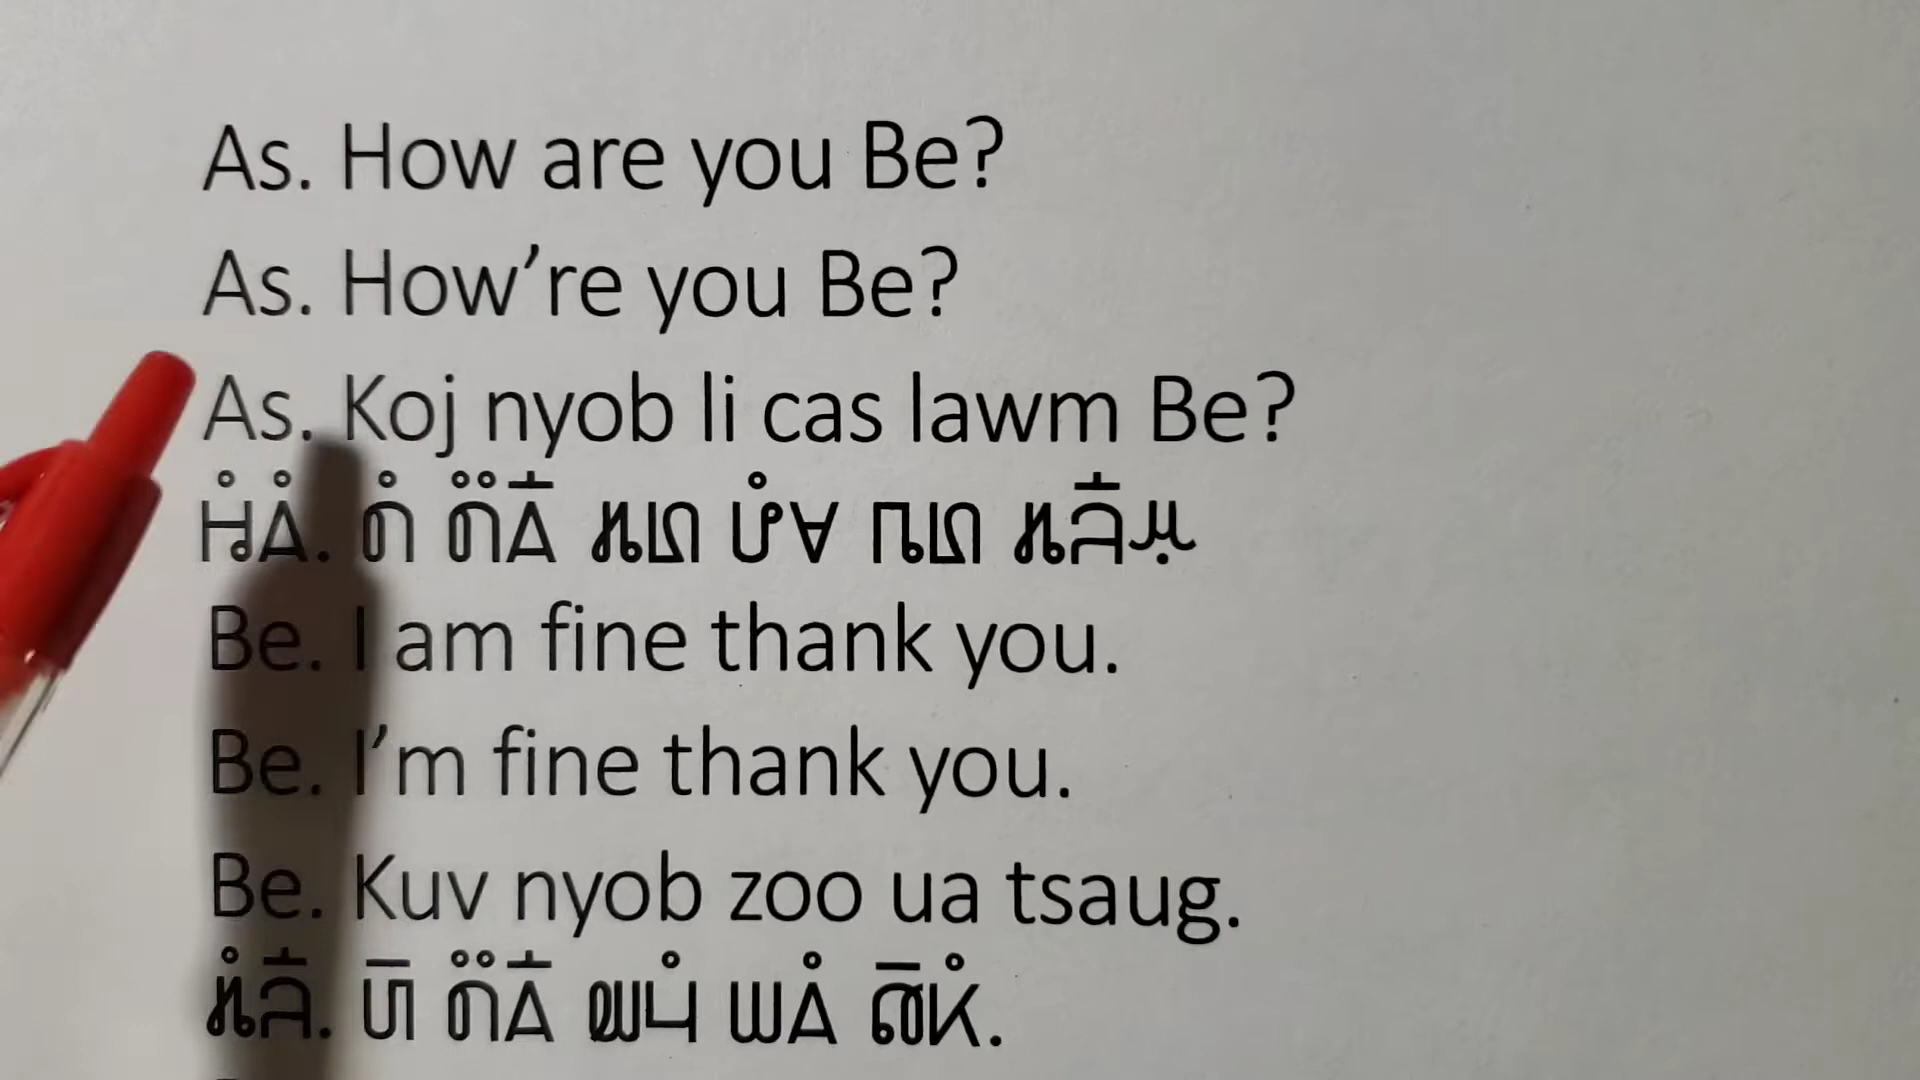 As. How are you Be?
As. How're you Be?
As. Koj nyob li cas lawm Be?
Be. I am fine thank you.
Be. I'm fine thank you.
Be. Kuv nyob zoo ua tsaug.